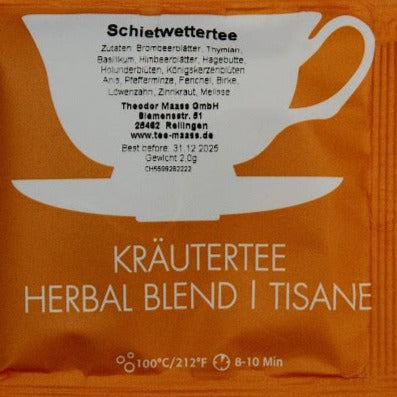 Schietwettertee
Zutaten: Brombeerblätter, Thymian,
Basilikum, Himbeerblätter, Hagebutte,
Holunderblüten, Königskerzenblüten
Anis, Pfefferminze, Fenchel, Birke,
Löwenzahn, Zinnkraut, Melisse
Theodor Maass GmbH
Siemensstr. 51
25462 Rellingen
www.tee-maass.de
Best before: 31.12 2025
Gewicht 2,0g
CH5599262222
KRÄUTERTEE
HERBAL BLEND I TISANE
100°C/212°F 8-10 Min